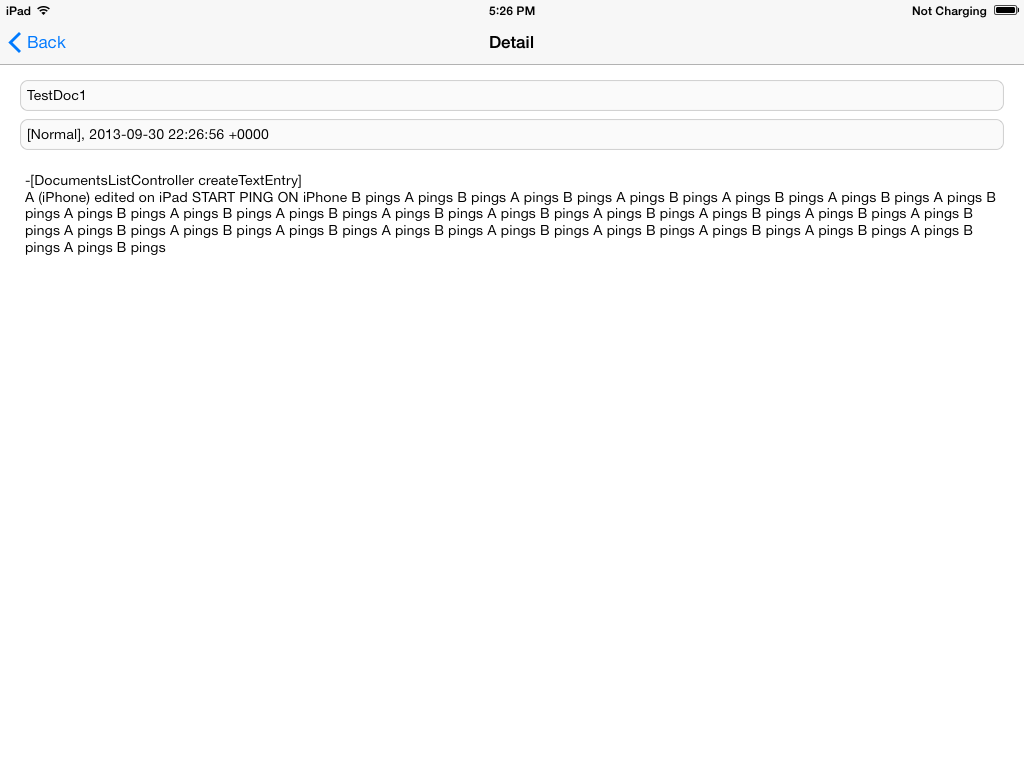 iPad 5:26 PM Not Charging
Back Detail
TestDoc1
[Normal], 2013-09-30 22:26:56 +0000
-[DocumentsListController createTextEntry]
A (iPhone) edited on iPad START PING ON iPhone B pings A pings B pings A pings B pings A pings B pings A pings B pings A pings B pings A pings B
pings A pings B pings A pings B pings A pings B pings A pings B pings A pings B pings A pings B pings A pings B pings A pings B pings A pings B
pings A pings B pings A pings B pings A pings B pings A pings B pings A pings B pings A pings B pings A pings B pings A pings B pings A pings B
pings A pings B pings